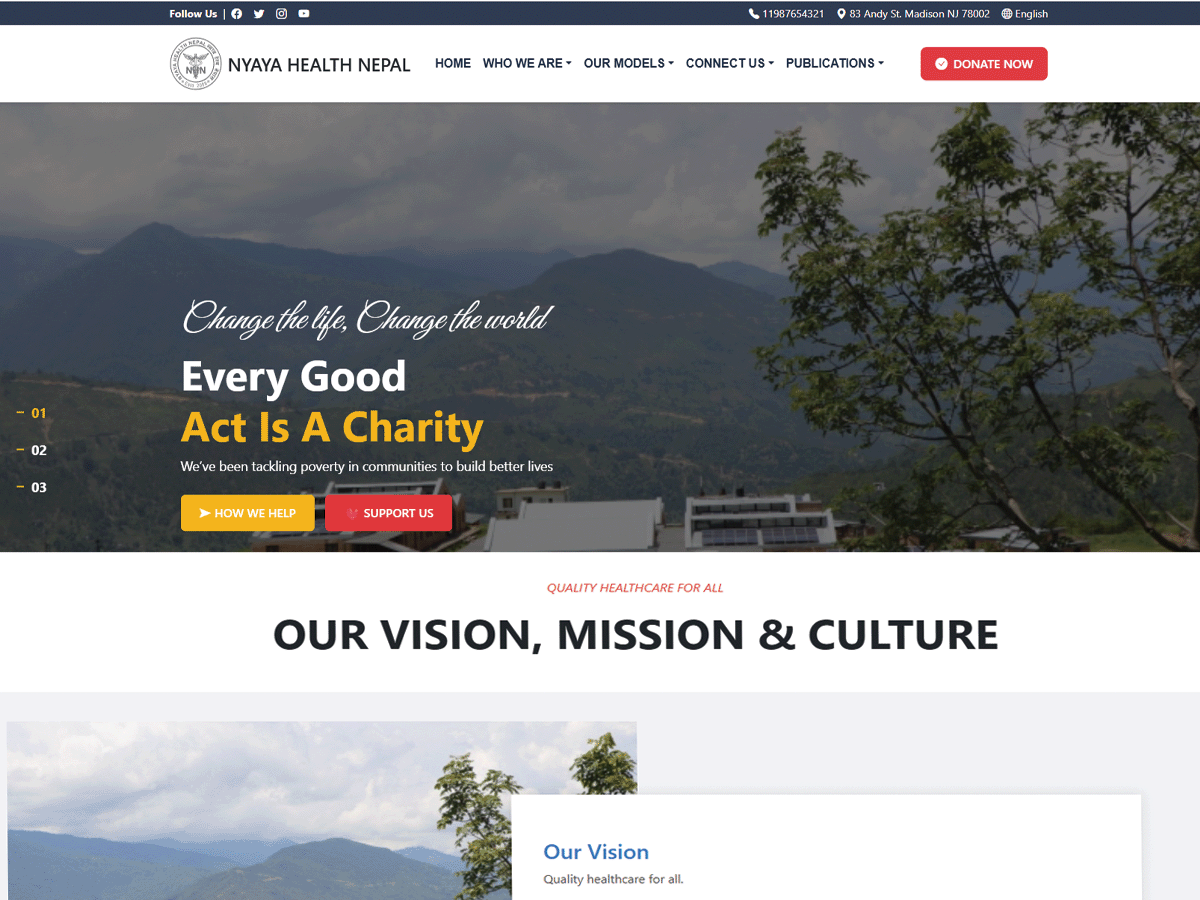 Follow Us |
11987654321
83 Andy St. Madison NJ 78002
English
NYAYA HEALTH NEPAL
HOME
WHO WE ARE
OUR MODELS
CONNECT US
PUBLICATIONS
DONATE NOW
Change the life, Change the world
Every Good
Act Is A Charity
We've been tackling poverty in communities to build better lives
01
02
03
HOW WE HELP
SUPPORT US
QUALITY HEALTHCARE FOR ALL
OUR VISION, MISSION & CULTURE
Our Vision
Quality healthcare for all.